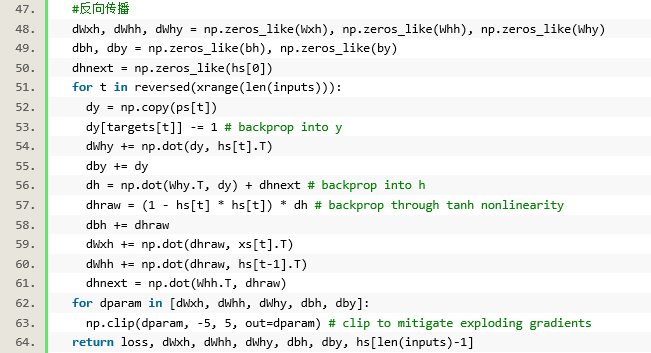 47. #反向传播
48. dWxh, dWhh, dWhy = np.zeros_like(Wxh), np.zeros_like(Whh), np.zeros_like(Why)
49. dbh, dby = np.zeros_like(bh), np.zeros_like(by)
50. dhnext = np.zeros_like(hs[0])
51. for t in reversed(xrange(len(inputs))):
52. dy = np.copy(ps[t])
53. dy[targets[t]] -= 1 # backprop into y
54. dWhy += np.dot(dy, hs[t].T)
55. dby += dy
56. dh = np.dot(Why.T, dy) + dhnext # backprop into h
57. dhraw = (1 - hs[t] * hs[t]) * dh # backprop through tanh nonlinearity
58. dbh += dhraw
59. dWxh += np.dot(dhraw, xs[t].T)
60. dWhh += np.dot(dhraw, hs[t-1].T)
61. dhnext = np.dot(Whh.T, dhraw)
62. for dparam in [dWxh, dWhh, dWhy, dbh, dby]:
63. np.clip(dparam, -5, 5, out=dparam) # clip to mitigate exploding gradients
64. return loss, dWxh, dWhh, dWhy, dbh, dby, hs[len(inputs)-1]